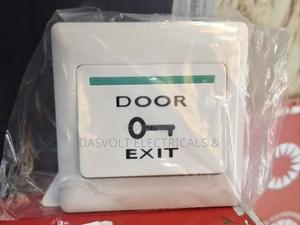 DOOR
DASVOLT ELECTRICALS &
EXIT